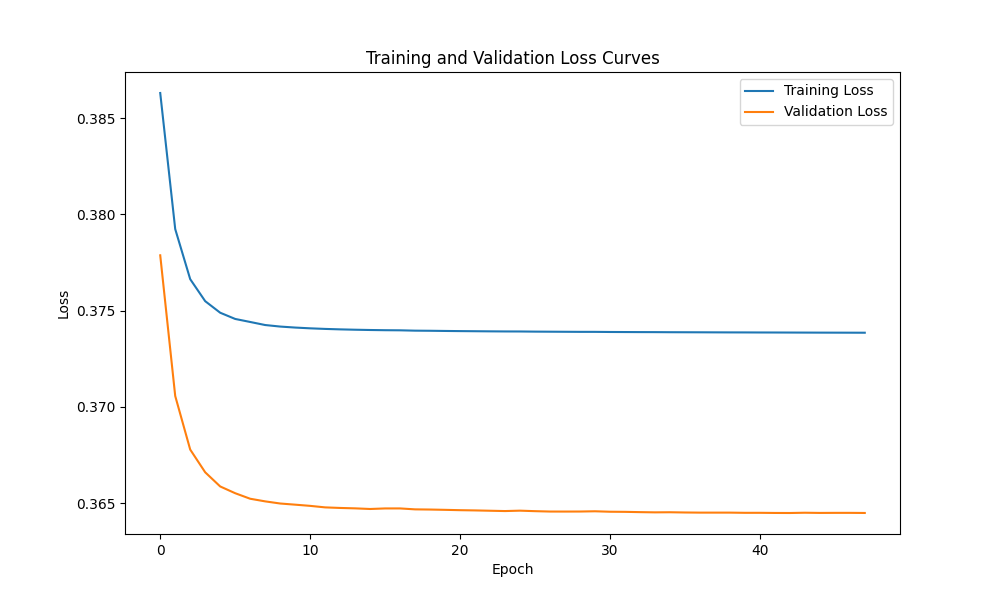 Training and Validation Loss Curves
Training Loss
Validation Loss
Loss
0.385
0.380
0.375
0.370
0.365
0 10 20 30 40
Epoch